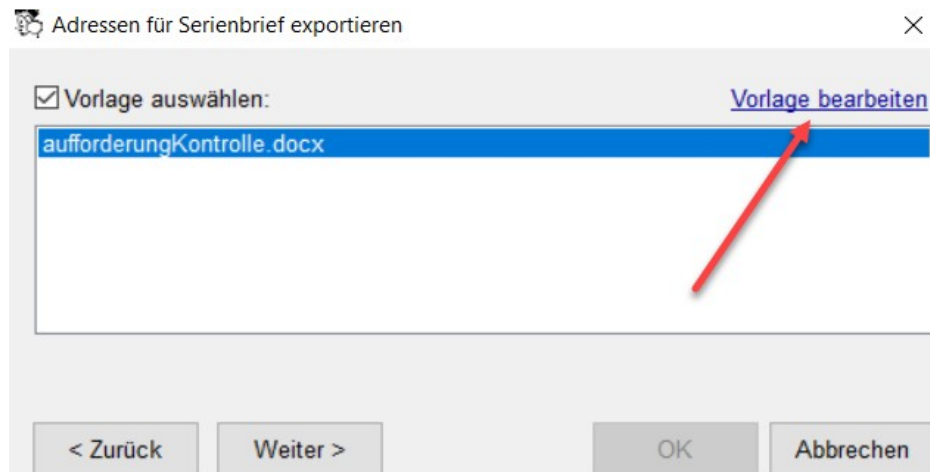 Adressen für Serienbrief exportieren
Vorlage auswählen: Vorlage bearbeiten
aufforderungKontrolle.docx
< Zurück Weiter > OK Abbrechen